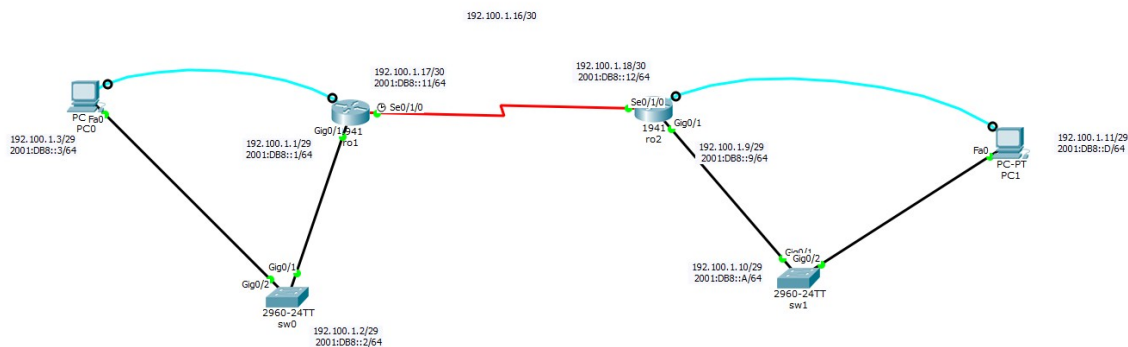 192.100.1.16/30
192.100.1.17/30
2001:DB8::11/64
192.100.1.18/30
2001:DB8::12/64
PC Fa0
PC0
Se0/1/0
Se0/1/0
192.100.1.3/29
2001:DB8::3/64
Gig0/1
1941
ro1
192.100.1.1/29
2001:DB8::1/64
1941
ro2
Gig0/1
192.100.1.9/29
2001:DB8::9/64
192.100.1.11/29
2001:DB8::D/64
Fa0
PC-PT
PC1
Gig0/1
Gig0/2
2960-24TT
sw0
192.100.1.2/29
2001:DB8::2/64
Gig0/1
Gig0/2
192.100.1.10/29
2001:DB8::A/64
2960-24TT
sw1